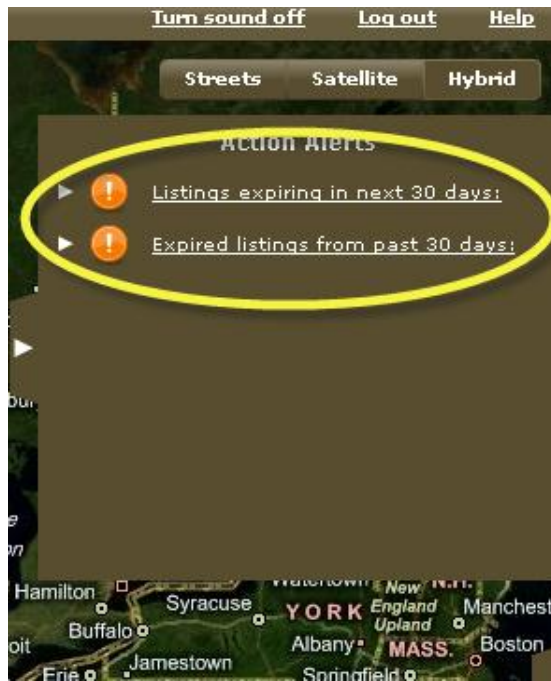 Turn sound off Log out Help
Streets Satellite Hybrid
Action Alerts
Listings expiring in next 30 days:
Expired listings from past 30 days:
Hamilton
Syracuse
YORK
New
England
Upland
N.H.
Manchest
Buffalo
Albany
MASS.
Boston
Erie
Jamestown
Springfield